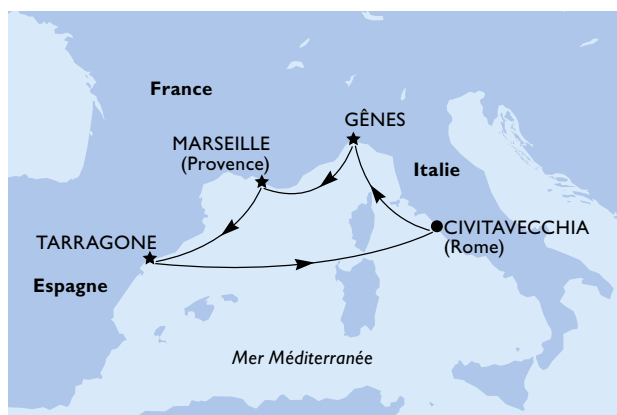 France
GÊNES
MARSEILLE
(Provence)
Italie
CIVITAVECCHIA
(Rome)
TARRAGONE
Espagne
Mer Méditerranée